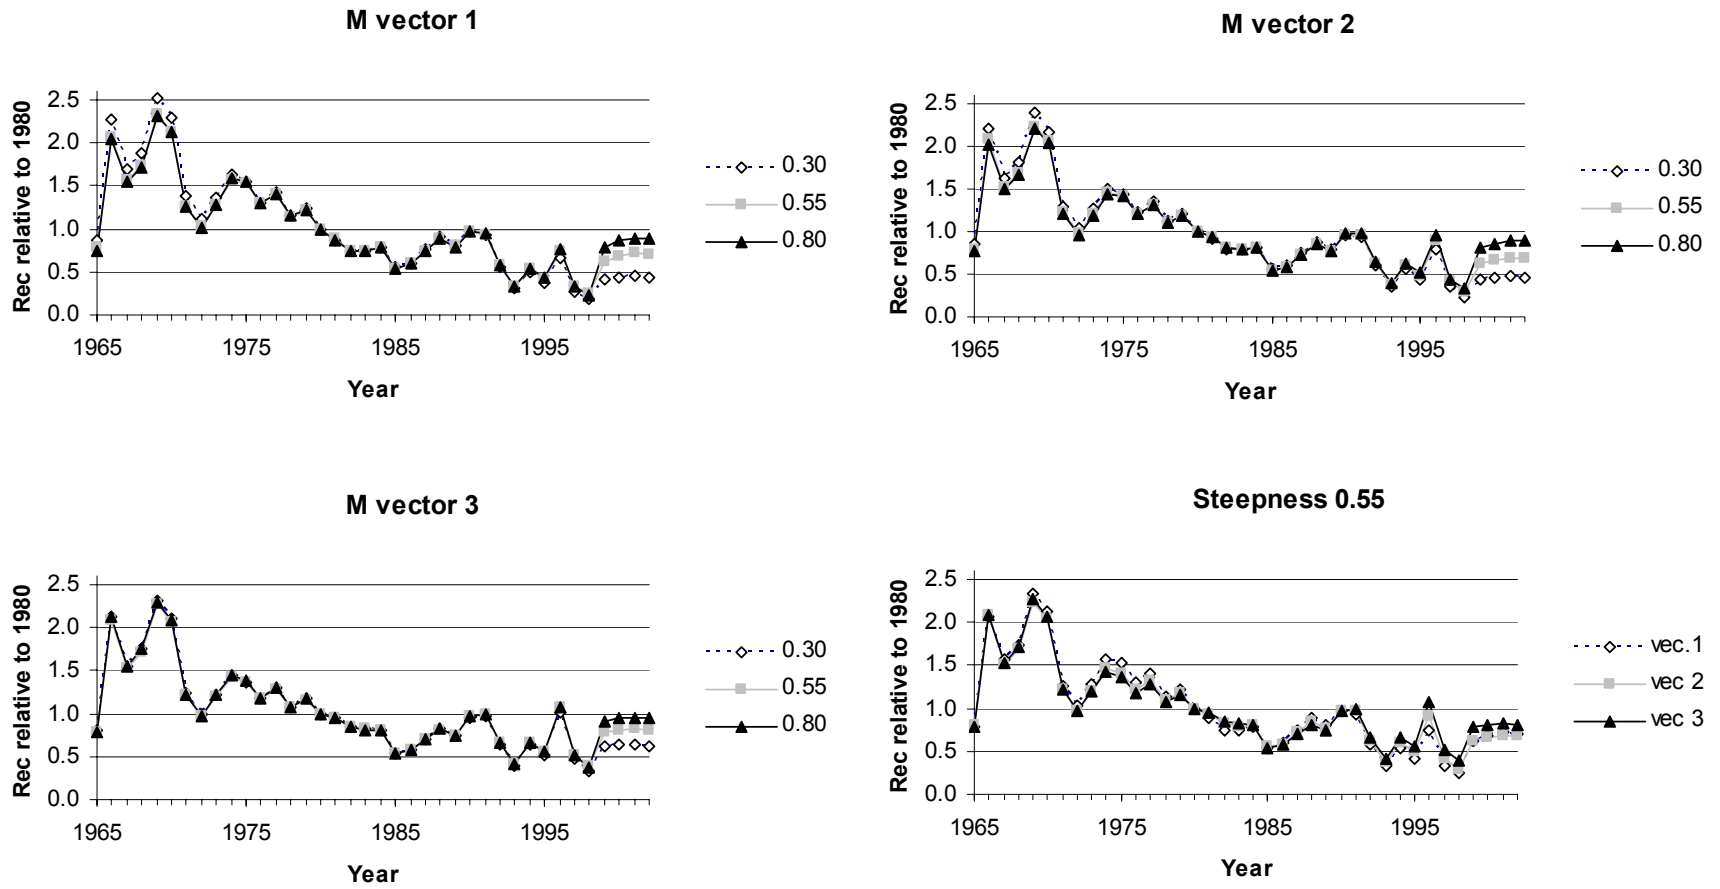 M vector 1
Rec relative to 1980
2.5
2.0
1.5
1.0
0.5
0.0
1965 1975 1985 1995
Year
0.30
0.55
0.80
M vector 2
Rec relative to 1980
2.5
2.0
1.5
1.0
0.5
0.0
1965 1975 1985 1995
Year
0.30
0.55
0.80
M vector 3
Rec relative to 1980
2.5
2.0
1.5
1.0
0.5
0.0
1965 1975 1985 1995
Year
0.30
0.55
0.80
Steepness 0.55
Rec relative to 1980
2.5
2.0
1.5
1.0
0.5
0.0
1965 1975 1985 1995
Year
vec.1
vec 2
vec 3